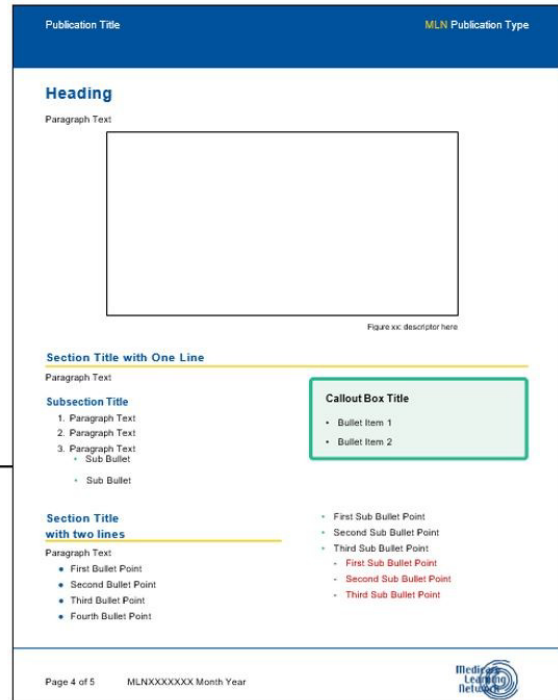 Publication Title
MLN Publication Type
Heading
Paragraph Text
Figure xx: descriptor here
Section Title with One Line
Paragraph Text
Subsection Title
1. Paragraph Text
2. Paragraph Text
3. Paragraph Text
• Sub Bullet
• Sub Bullet
Callout Box Title
• Bullet Item 1
• Bullet Item 2
Section Title
with two lines
Paragraph Text
• First Bullet Point
• Second Bullet Point
• Third Bullet Point
• Fourth Bullet Point
• First Sub Bullet Point
• Second Sub Bullet Point
• Third Sub Bullet Point
- First Sub Bullet Point
- Second Sub Bullet Point
- Third Sub Bullet Point
Page 4 of 5 MLNXXXXXXX Month Year
Medicare
Learning
Network